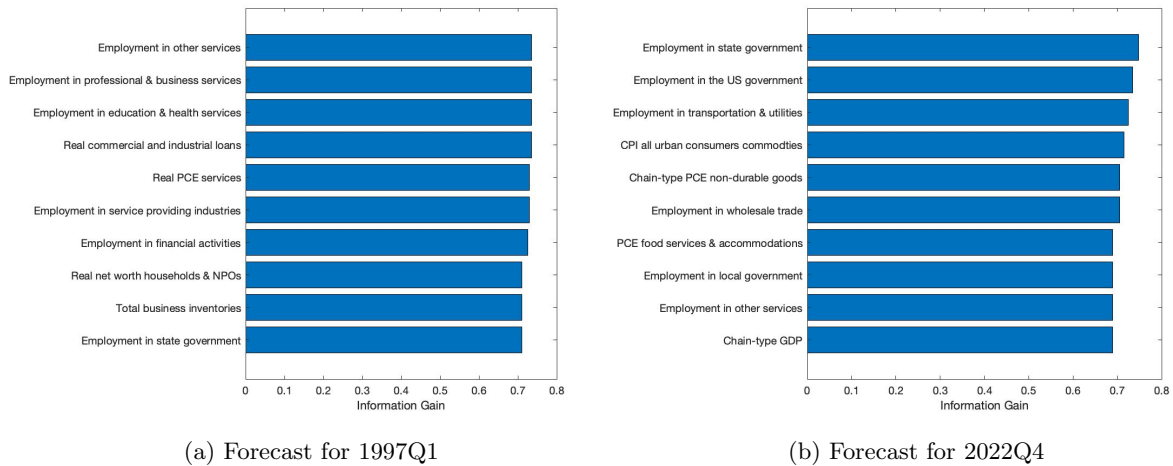 Employment in other services
Employment in professional & business services
Employment in education & health services
Real commercial and industrial loans
Real PCE services
Employment in service providing industries
Employment in financial activities
Real net worth households & NPOs
Total business inventories
Employment in state government
0 0.1 0.2 0.3 0.4 0.5 0.6 0.7 0.8
Information Gain
(a) Forecast for 1997Q1
Employment in state government
Employment in the US government
Employment in transportation & utilities
CPI all urban consumers commodties
Chain-type PCE non-durable goods
Employment in wholesale trade
PCE food services & accommodations
Employment in local government
Employment in other services
Chain-type GDP
0 0.1 0.2 0.3 0.4 0.5 0.6 0.7 0.8
Information Gain
(b) Forecast for 2022Q4